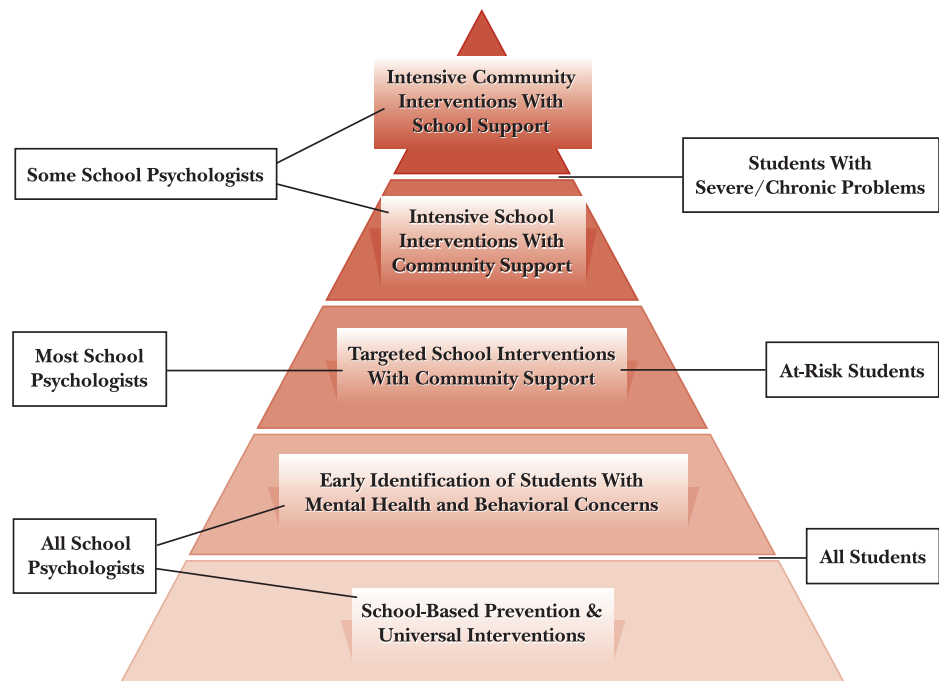 Intensive Community
Interventions With
School Support
Some School Psychologists
Students With
Severe/Chronic Problems
Intensive School
Interventions With
Community Support
Most School
Psychologists
Targeted School Interventions
With Community Support
At-Risk Students
Early Identification of Students With
Mental Health and Behavioral Concerns
All School
Psychologists
All Students
School-Based Prevention &
Universal Interventions